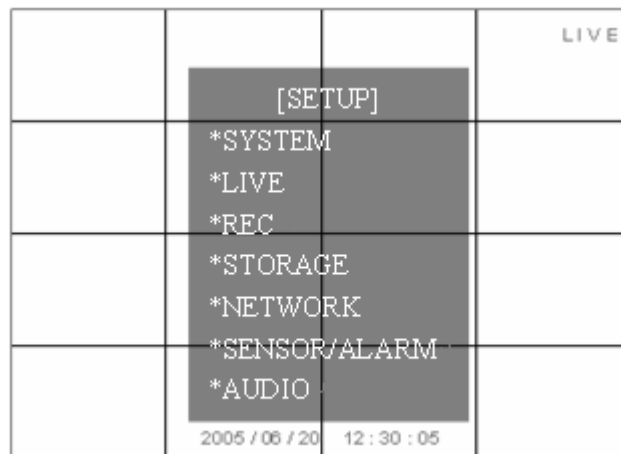 LIVE
[SETUP]
*SYSTEM
*LIVE
*REC
*STORAGE
*NETWORK
*SENSOR/ALARM
*AUDIO
2005 / 06 / 20 12 : 30 : 05